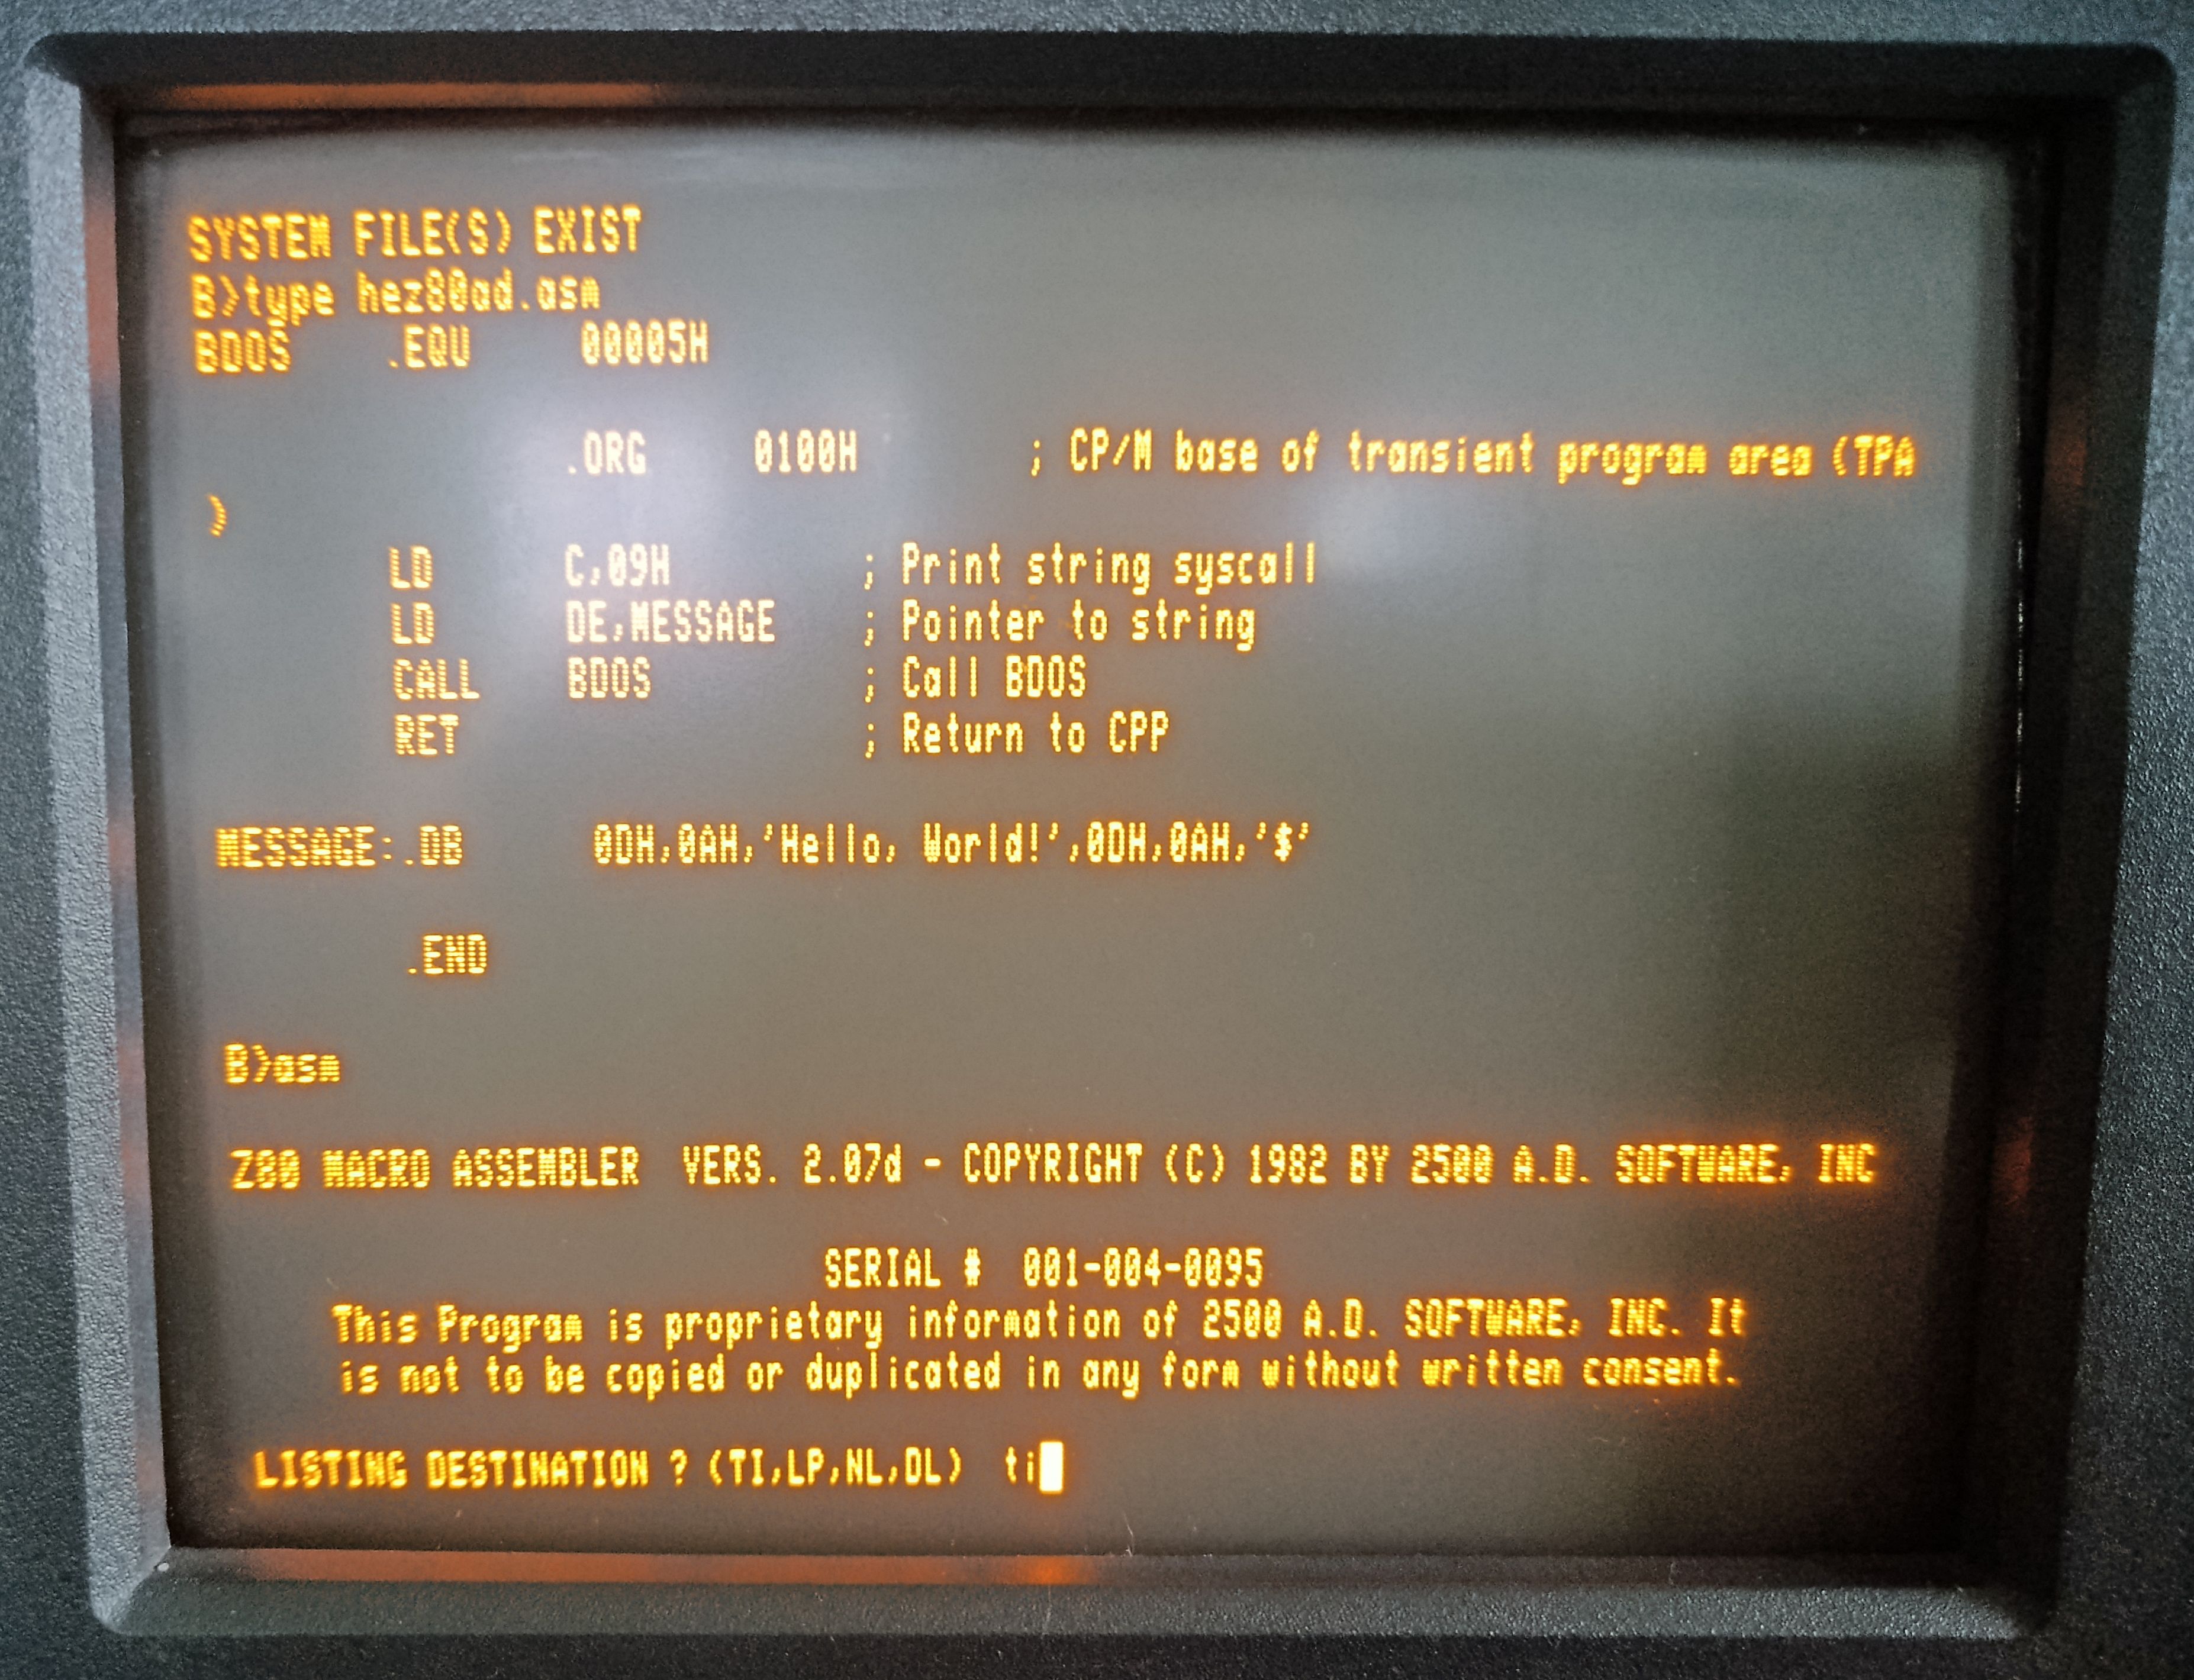 SYSTEM FILE(S) EXIST
B>type hez80ad.asm
BDOS    .EQU     00005H
.ORG     0100H        ; CP/M base of transient program area (TPA
)
LD      C,09H         ; Print string syscall
LD      DE,MESSAGE    ; Pointer to string
CALL    BDOS          ; Call BDOS
RET                   ; Return to CPP
MESSAGE:.DB      0DH,0AH,'Hello, World!',0DH,0AH,'$'
.END
B>asm
Z80 MACRO ASSEMBLER  VERS. 2.07d - COPYRIGHT (C) 1982 BY 2500 A.D. SOFTWARE, INC
SERIAL #  001-004-0095
This Program is proprietary information of 2500 A.D. SOFTWARE, INC. It
is not to be copied or duplicated in any form without written consent.
LISTING DESTINATION ? (TI,LP,NL,DL)  ti